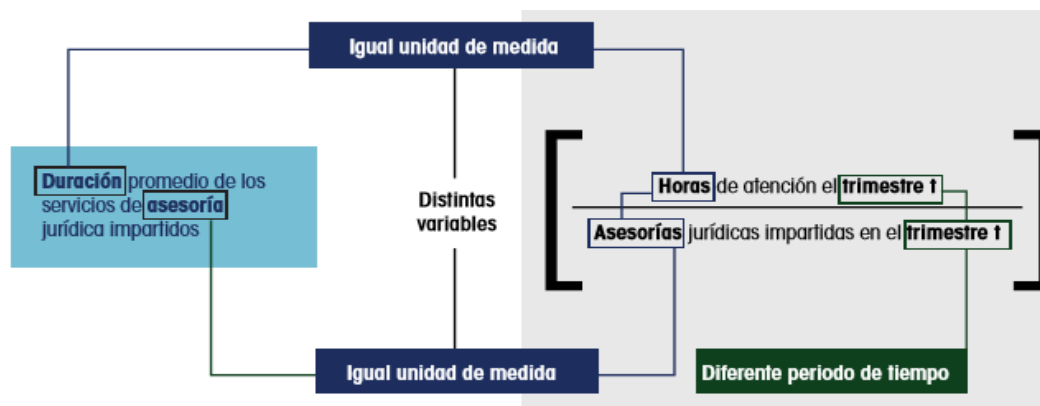 Igual unidad de medida
Duración promedio de los
servicios de asesoría
jurídica impartidos
Distintas
variables
Horas de atención el trimestre t
Asesorías jurídicas impartidas en el trimestre t
Igual unidad de medida
Diferente periodo de tiempo